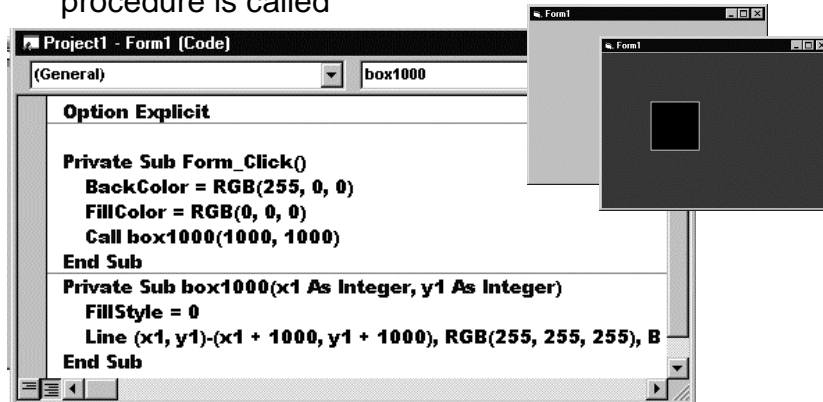 procedure is called
Project1 - Form1 (Code)
(General)
box1000
Option Explicit
Private Sub Form_Click()
BackColor = RGB(255, 0, 0)
FillColor = RGB(0, 0, 0)
Call box1000(1000, 1000)
End Sub
Private Sub box1000(x1 As Integer, y1 As Integer)
FillStyle = 0
Line (x1, y1)-(x1 + 1000, y1 + 1000), RGB(255, 255, 255), B
End Sub
Form1
Form1